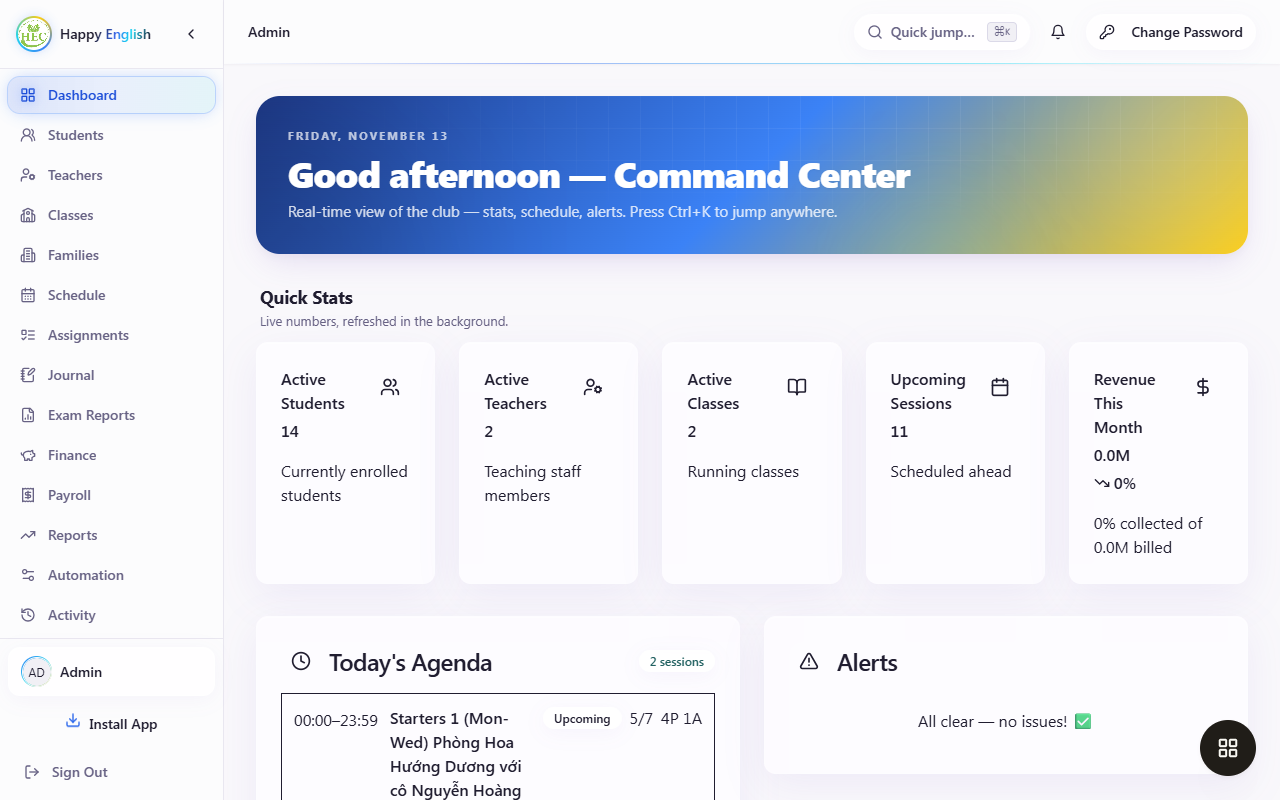 HEC
Happy English
Admin
Quick jump...
⌘K
Change Password
Dashboard
Students
Teachers
Classes
Families
Schedule
Assignments
Journal
Exam Reports
Finance
Payroll
Reports
Automation
Activity
AD
Admin
Install App
Sign Out
FRIDAY, NOVEMBER 13
Good afternoon — Command Center
Real-time view of the club — stats, schedule, alerts. Press Ctrl+K to jump anywhere.
Quick Stats
Live numbers, refreshed in the background.
Active
Students
14
Currently enrolled
students
Active
Teachers
2
Teaching staff
members
Active
Classes
2
Running classes
Upcoming
Sessions
11
Scheduled ahead
Revenue
This
Month
0.0M
0%
0% collected of
0.0M billed
Today's Agenda
2 sessions
00:00–23:59
Starters 1 (Mon-
Wed) Phòng Hoa
Hướng Dương với
cô Nguyễn Hoàng
Upcoming
5/7 4P 1A
Alerts
All clear — no issues! ✅